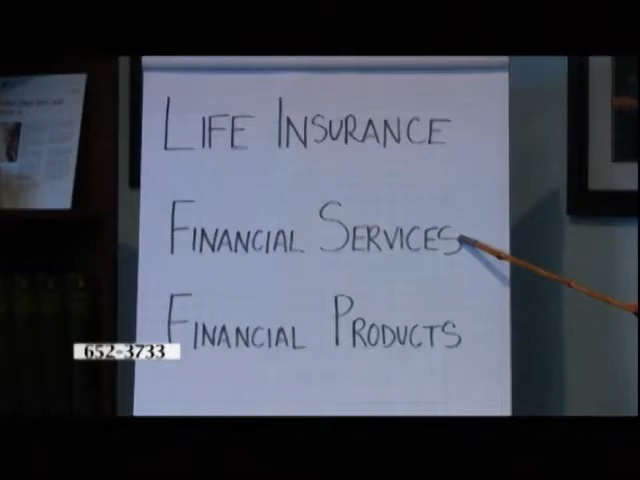 LIFE INSURANCE
FINANCIAL SERVICES
FINANCIAL PRODUCTS
652-3733